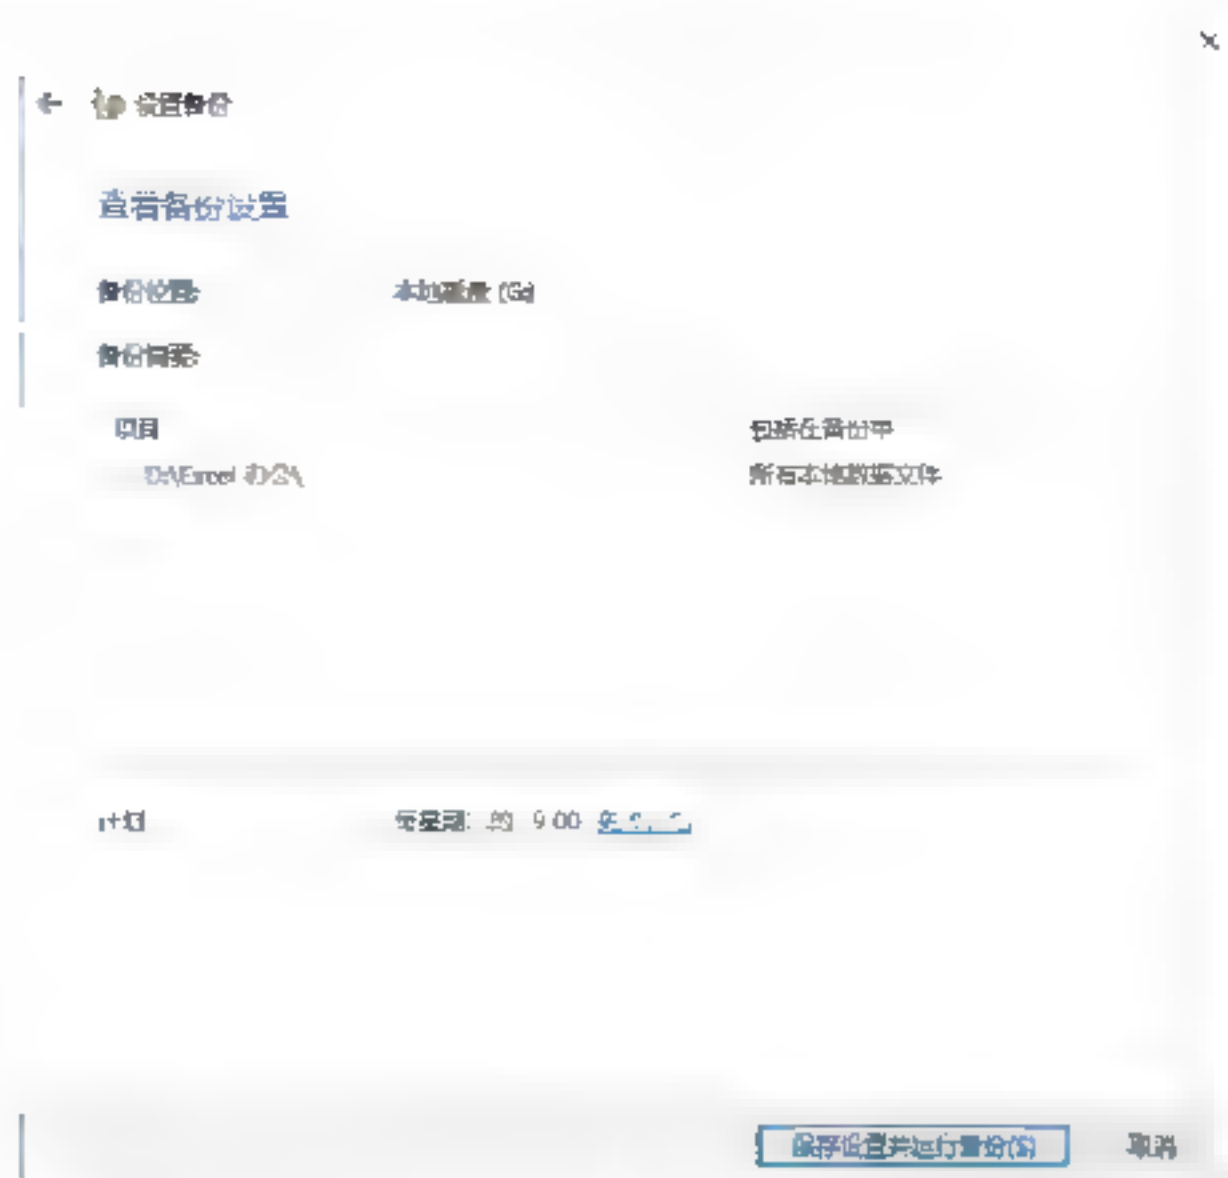 设置备份
查看备份设置
备份位置: 本地磁盘 (G:)
备份摘要:
项目 包括在备份中
D:\Excel 办公\ 所有本地数据文件
计划 每星期 的 9:00
保存设置并运行备份(S) 取消